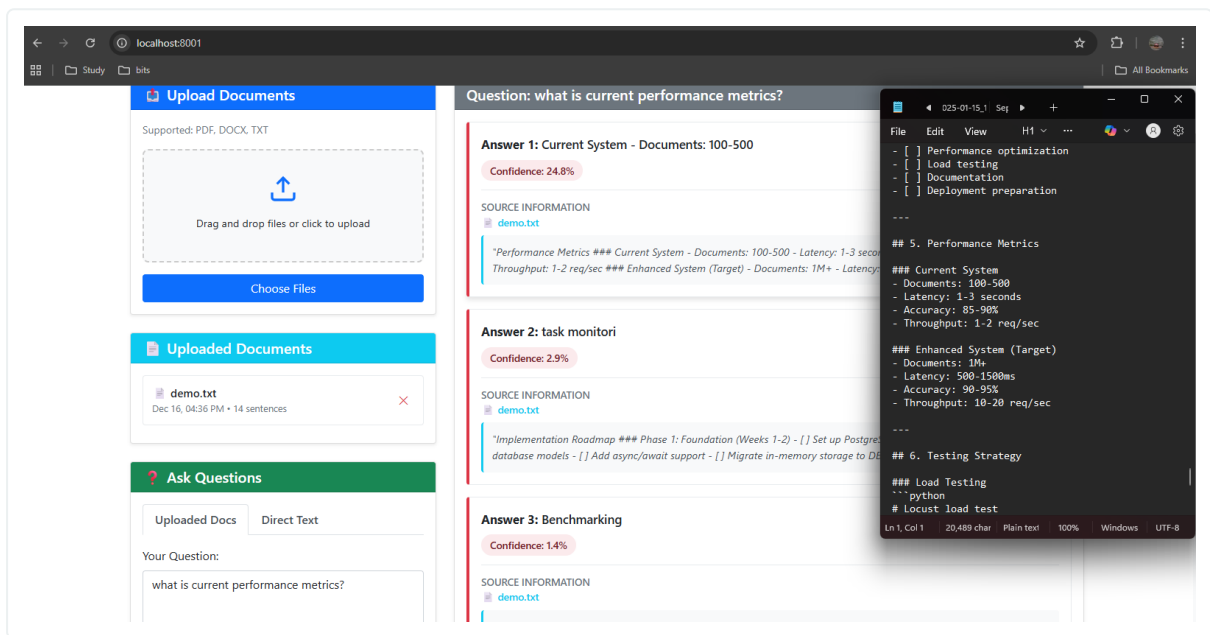 localhost:8001
Study
bits
All Bookmarks
Upload Documents
Supported: PDF, DOCX, TXT
Drag and drop files or click to upload
Choose Files
Uploaded Documents
demo.txt
Dec 16, 04:36 PM • 14 sentences
Ask Questions
Uploaded Docs Direct Text
Your Question:
what is current performance metrics?
Question: what is current performance metrics?
Answer 1: Current System - Documents: 100-500
Confidence: 24.8%
SOURCE INFORMATION
demo.txt
"Performance Metrics ### Current System - Documents: 100-500 - Latency: 1-3
Throughput: 1-2 req/sec ### Enhanced System (Target) - Documents: 1M+ - Latency:
Answer 2: task monitori
Confidence: 2.9%
SOURCE INFORMATION
demo.txt
"Implementation Roadmap ### Phase 1: Foundation (Weeks 1-2) - [ ] Set up
database models - [ ] Add async/await support - [ ] Migrate in-memory storage to
Answer 3: Benchmarking
Confidence: 1.4%
SOURCE INFORMATION
demo.txt
025-01-15_1 Sep
File Edit View H1
- [ ] Performance optimization
- [ ] Load testing
- [ ] Documentation
- [ ] Deployment preparation
---
## 5. Performance Metrics
### Current System
- Documents: 100-500
- Latency: 1-3 seconds
- Accuracy: 85-90%
- Throughput: 1-2 req/sec
### Enhanced System (Target)
- Documents: 1M+
- Latency: 500-1500ms
- Accuracy: 90-95%
- Throughput: 10-20 req/sec
---
## 6. Testing Strategy
### Load Testing
```python
# Locust load test
Ln 1, Col 1 20,489 char Plain text 100% Windows UTF-8